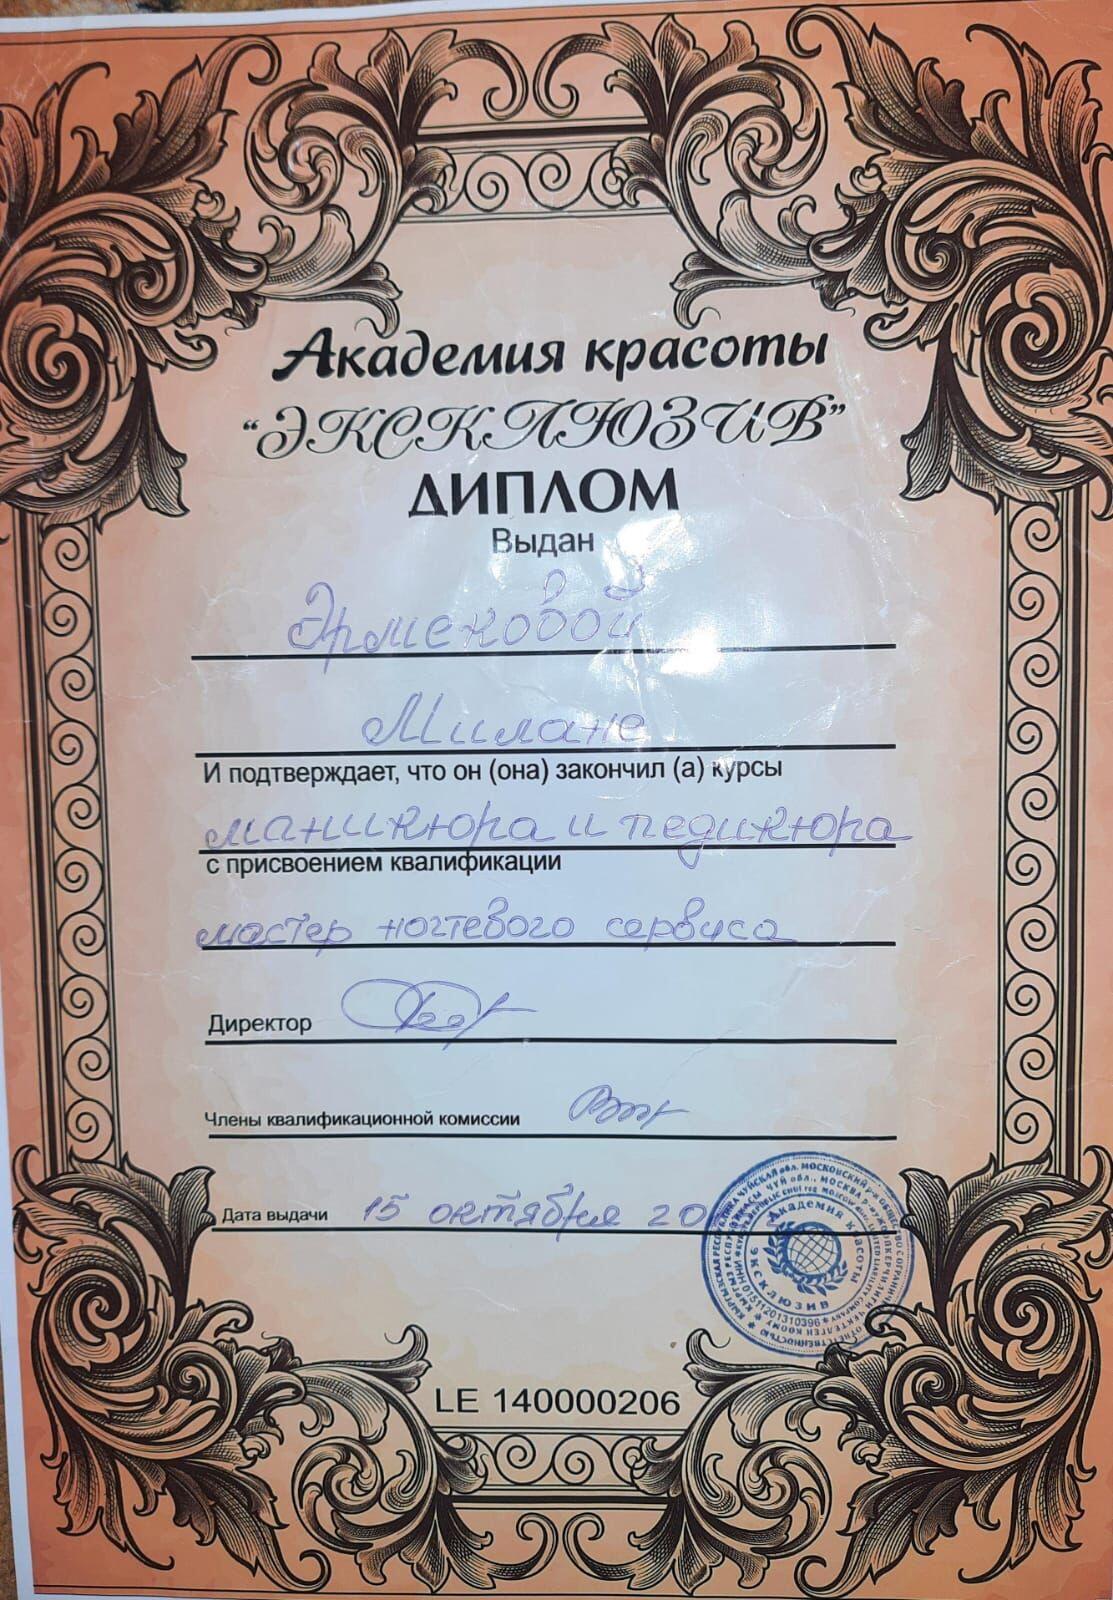 Академия красоты
“ЭКСКЛЮЗИВ”
ДИПЛОМ
Выдан
Эрмековой
Милане
И подтверждает, что он (она) закончил (а) курсы
маникюра и педикюра
с присвоением квалификации
мастер ногтевого сервиса
Директор
Члены квалификационной комиссии
Дата выдачи 15 октября 20
Академия красоты
ЭКСКЛЮЗИВ
LE 140000206